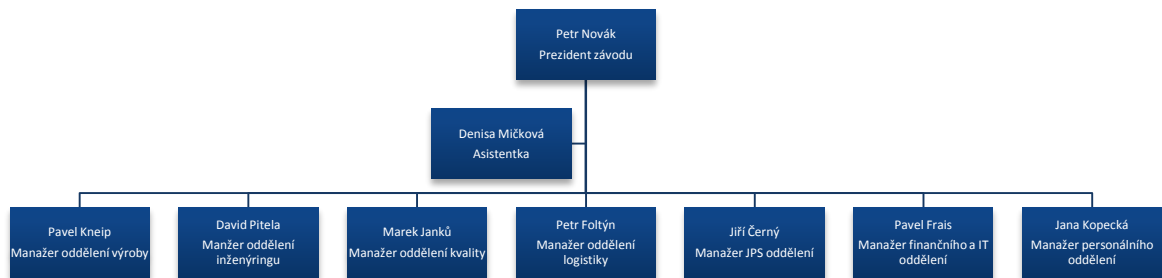 Petr Novák
Prezident závodu
Denisa Mičková
Asistentka
Pavel Kneip
Manažer oddělení výroby
David Pitela
Manžer oddělení
inženýringu
Marek Janků
Manažer oddělení kvality
Petr Foltýn
Manažer oddělení
logistiky
Jiří Černý
Manažer JPS oddělení
Pavel Frais
Manažer finančního a IT
oddělení
Jana Kopecká
Manažer personálního
oddělení